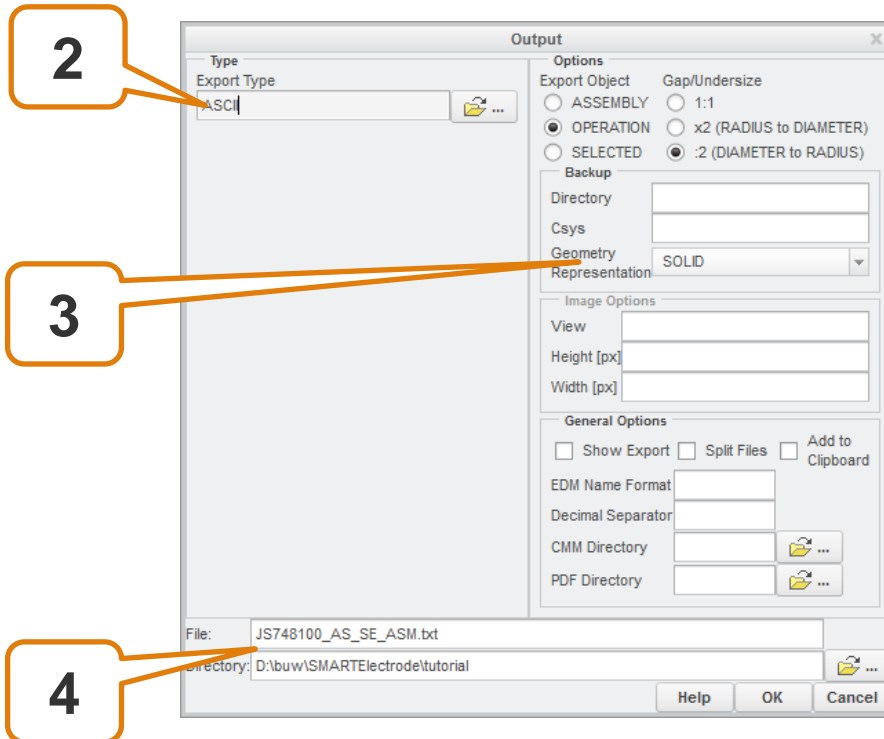 2
3
4
Output
Type
Export Type
ASCII
...
Options
Export Object Gap/Undersize
ASSEMBLY 1:1
OPERATION x2 (RADIUS to DIAMETER)
SELECTED :2 (DIAMETER to RADIUS)
Backup
Directory
Csys
Geometry
Representation SOLID
Image Options
View
Height [px]
Width [px]
General Options
Show Export Split Files Add to
Clipboard
EDM Name Format
Decimal Separator
CMM Directory ...
PDF Directory ...
File: JS748100_AS_SE_ASM.txt
Directory: D:\buw\SMARTElectrode\tutorial ...
Help OK Cancel